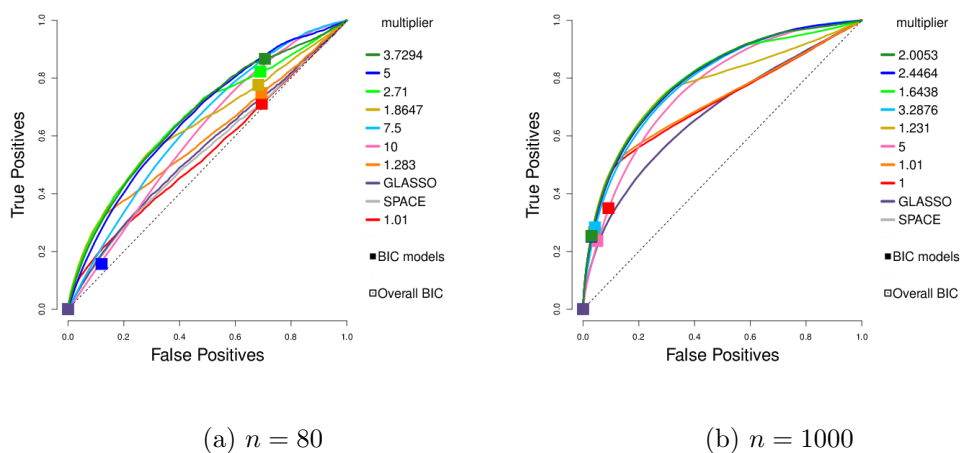 True Positives
1.0
0.8
0.6
0.4
0.2
0.0
0.0
0.2
0.4
0.6
0.8
1.0
False Positives
multiplier
3.7294
5
2.71
1.8647
7.5
10
1.283
GLASSO
SPACE
1.01
BIC models
Overall BIC
(a) n = 80
True Positives
1.0
0.8
0.6
0.4
0.2
0.0
0.0
0.2
0.4
0.6
0.8
1.0
False Positives
multiplier
2.0053
2.4464
1.6438
3.2876
1.231
5
1.01
1
GLASSO
SPACE
BIC models
Overall BIC
(b) n = 1000